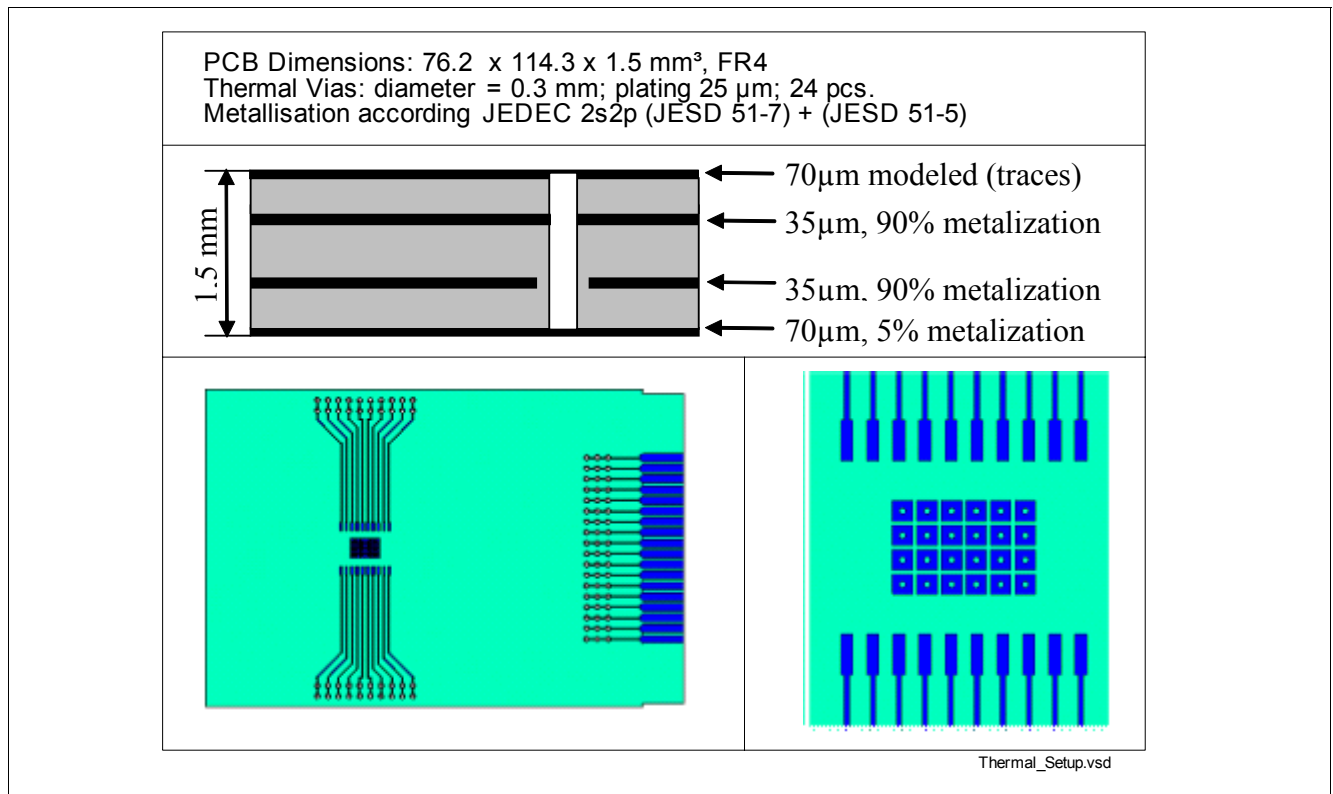 PCB Dimensions: 76.2 x 114.3 x 1.5 mm³, FR4
Thermal Vias: diameter = 0.3 mm; plating 25 µm; 24 pcs.
Metallisation according JEDEC 2s2p (JESD 51-7) + (JESD 51-5)
1.5 mm
70µm modeled (traces)
35µm, 90% metalization
35µm, 90% metalization
70µm, 5% metalization
Thermal_Setup.vsd